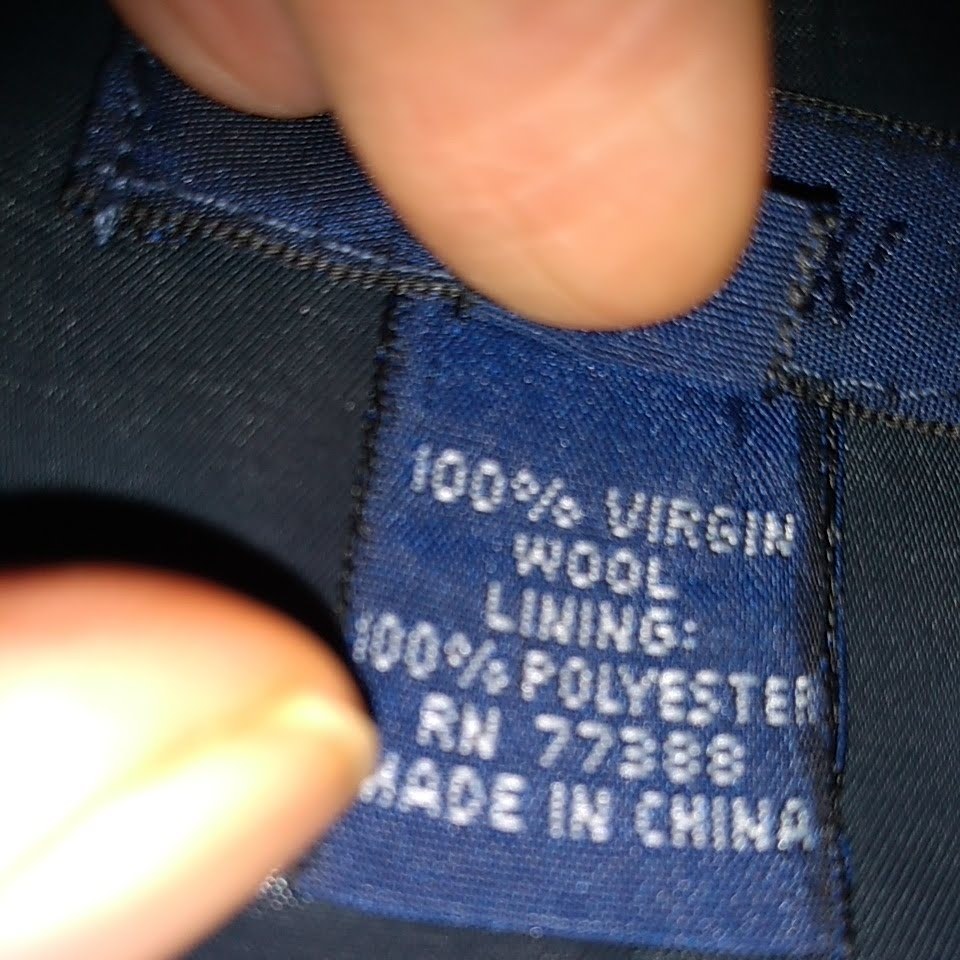 100% VIRGIN
WOOL
LINING:
100% POLYESTER
RN 77388
MADE IN CHINA